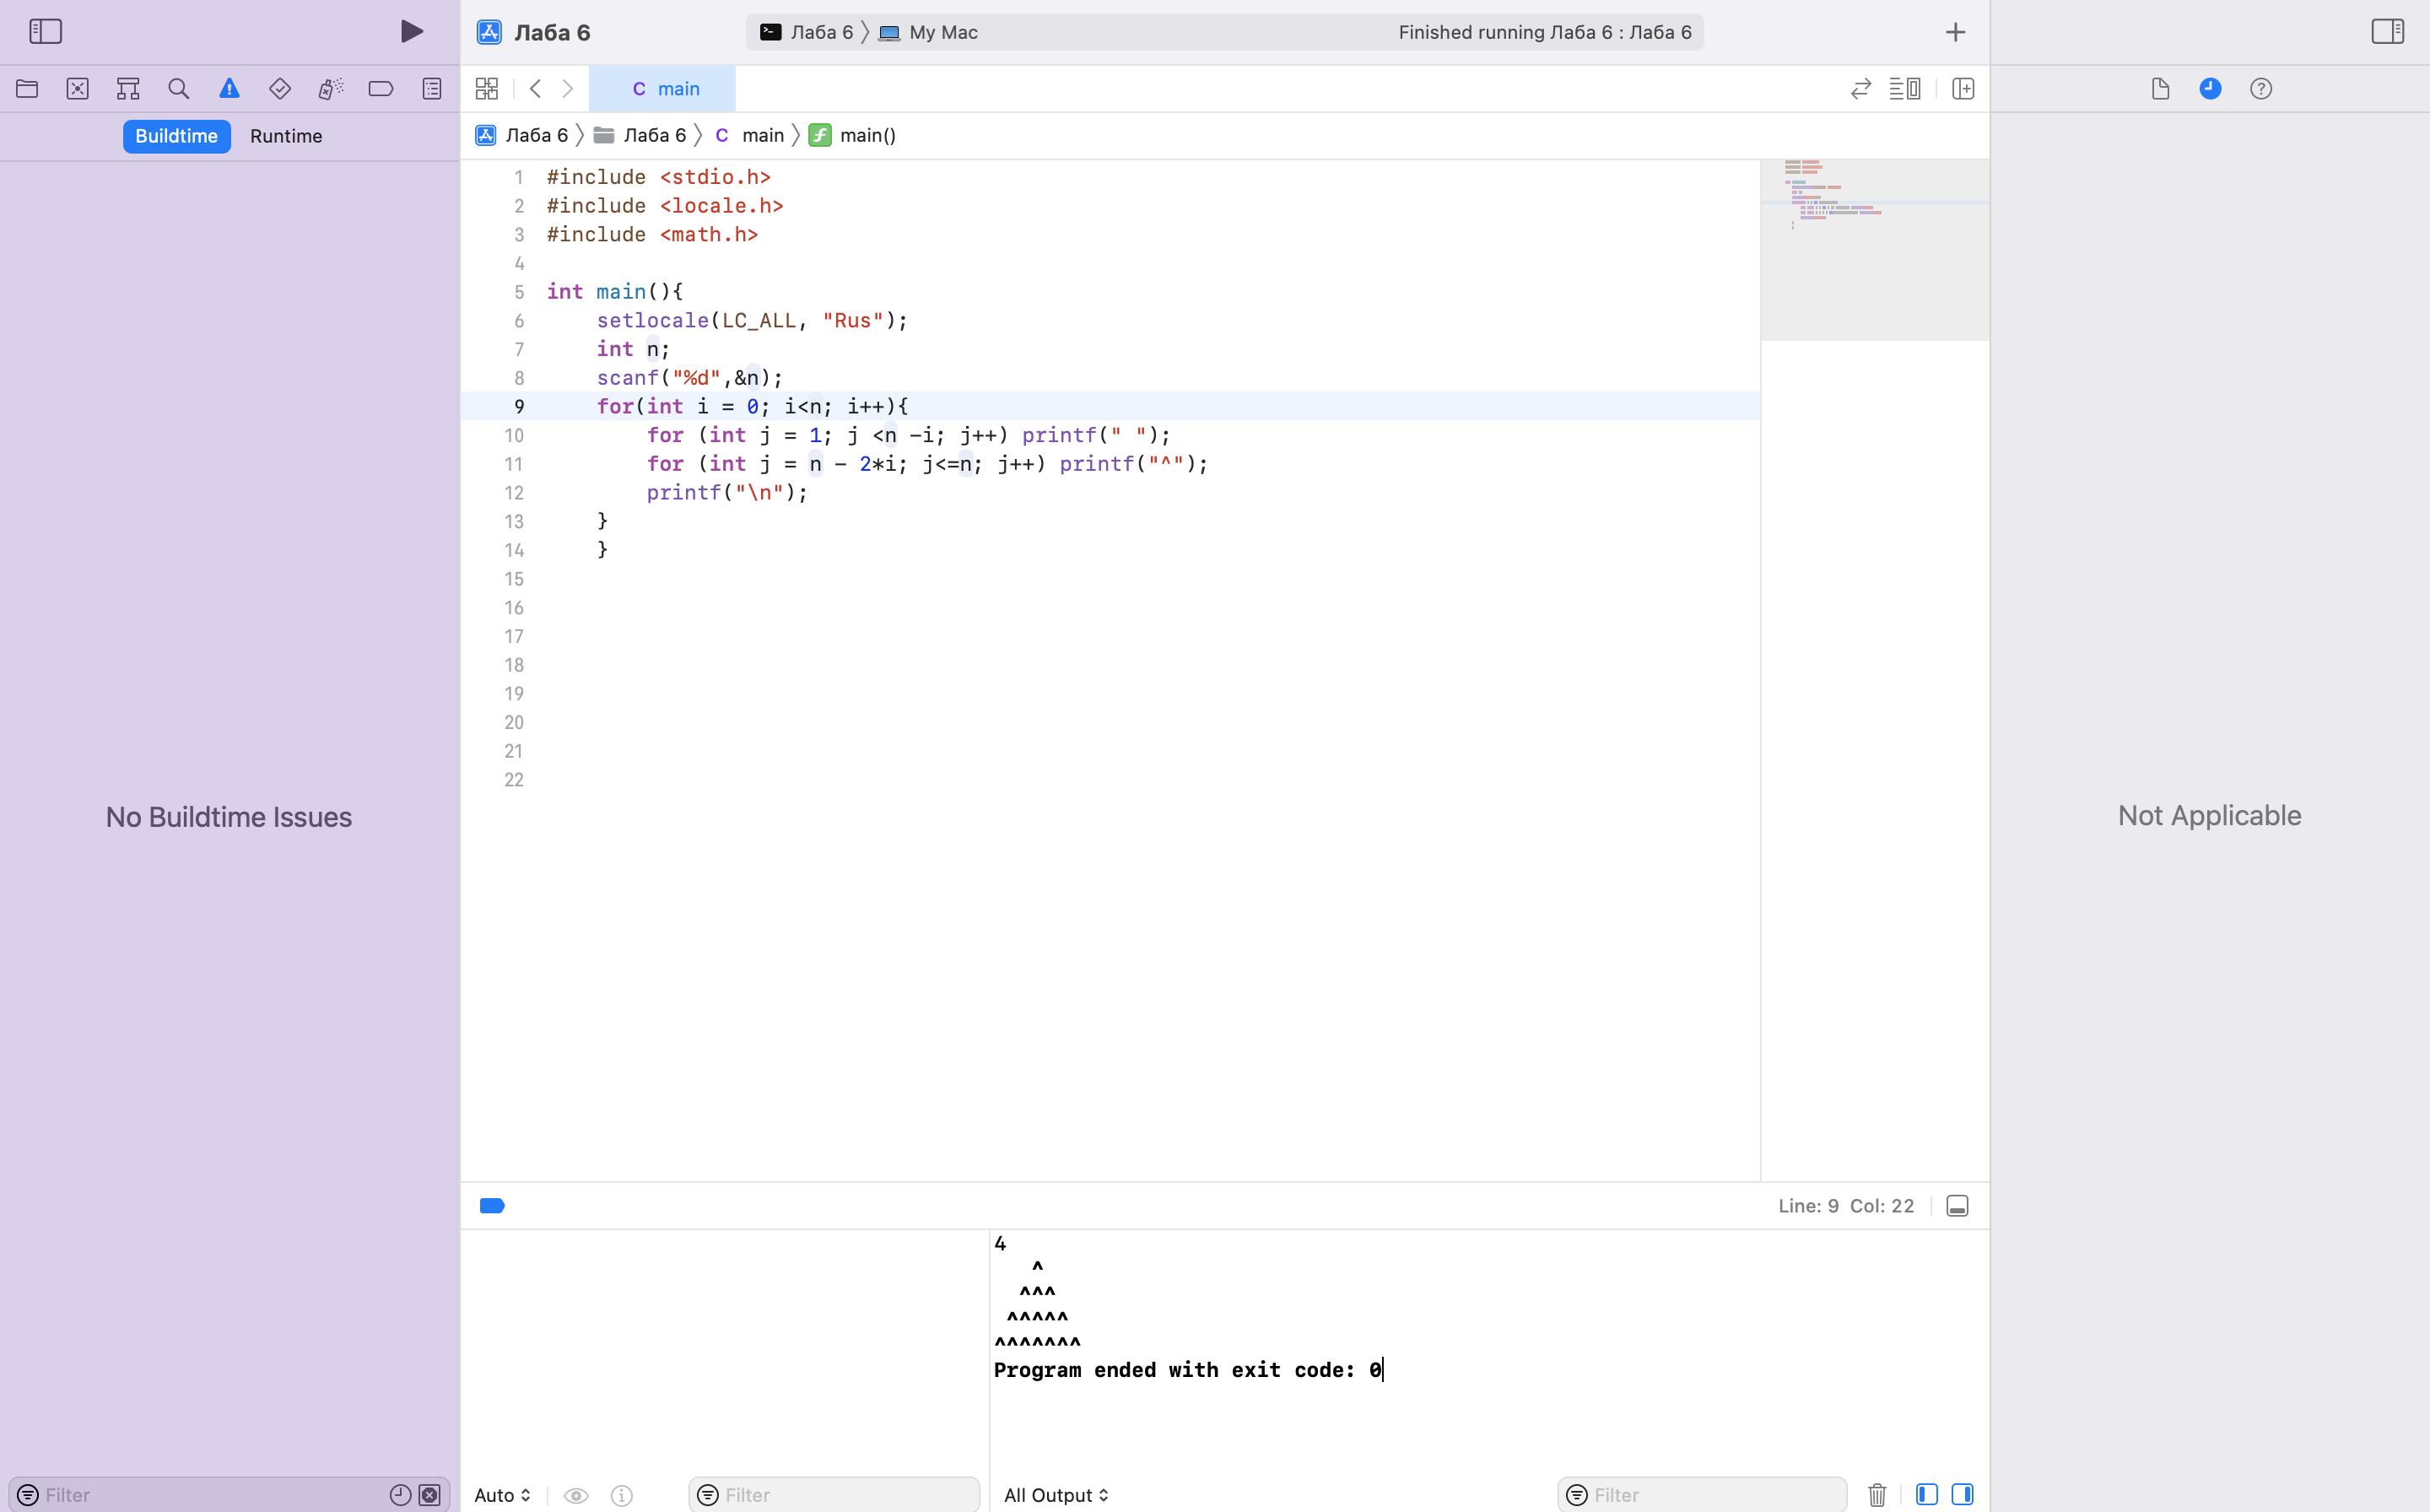 Лаба 6
Лаба 6 〉 My Mac
Finished running Лаба 6 : Лаба 6
C main
Buildtime Runtime
Лаба 6 〉 Лаба 6 〉 C main 〉 f main()
1 #include <stdio.h>
2 #include <locale.h>
3 #include <math.h>
4
5 int main(){
6     setlocale(LC_ALL, "Rus");
7     int n;
8     scanf("%d",&n);
9     for(int i = 0; i<n; i++){
10         for (int j = 1; j <n -i; j++) printf(" ");
11         for (int j = n - 2*i; j<=n; j++) printf("^");
12         printf("\n");
13     }
14     }
15
16
17
18
19
20
21
22
No Buildtime Issues
Not Applicable
Line: 9 Col: 22
4
   ^
  ^^^
 ^^^^^
^^^^^^^
Program ended with exit code: 0
Filter
Auto
Filter
All Output
Filter